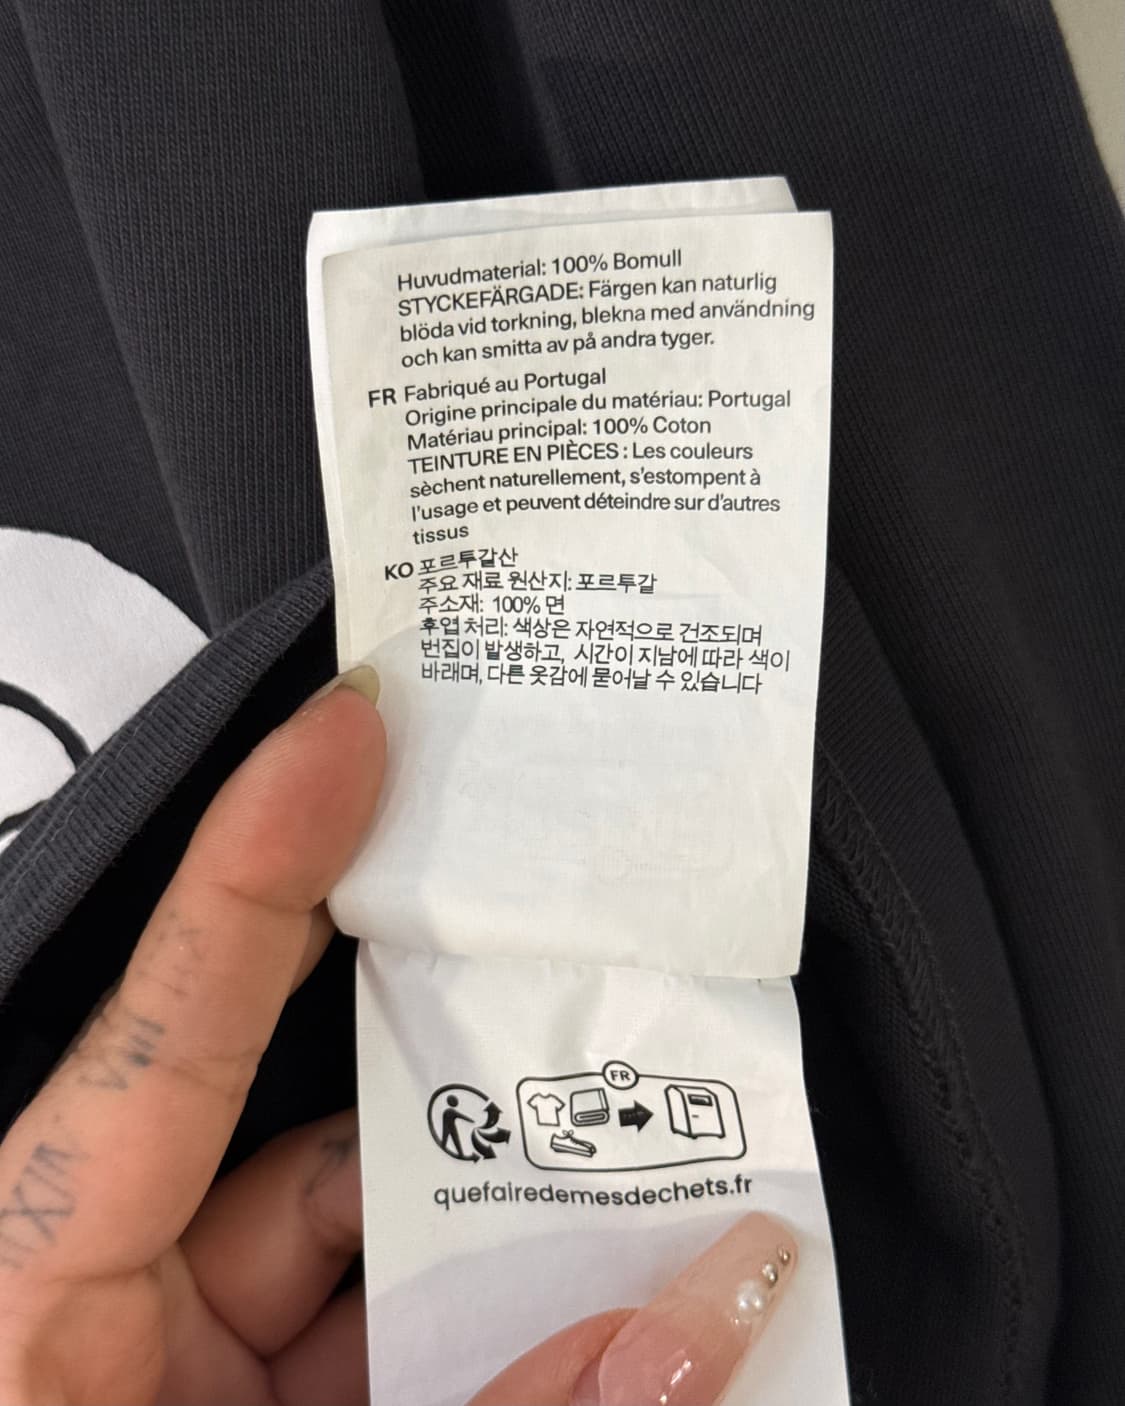 Huvudmaterial: 100% Bomull
STYCKEFÄRGADE: Färgen kan naturlig
blöda vid torkning, blekna med användning
och kan smitta av på andra tyger.
FR Fabriqué au Portugal
Origine principale du matériau: Portugal
Matériau principal: 100% Coton
TEINTURE EN PIÈCES : Les couleurs
sèchent naturellement, s'estompent à
l'usage et peuvent déteindre sur d'autres
tissus
KO 포르투갈산
주요 재료 원산지: 포르투갈
주소재: 100% 면
후엽 처리: 색상은 자연적으로 건조되며
번집이 발생하고, 시간이 지남에 따라 색이
바래며, 다른 옷감에 묻어날 수 있습니다
FR
quefairedemesdechets.fr